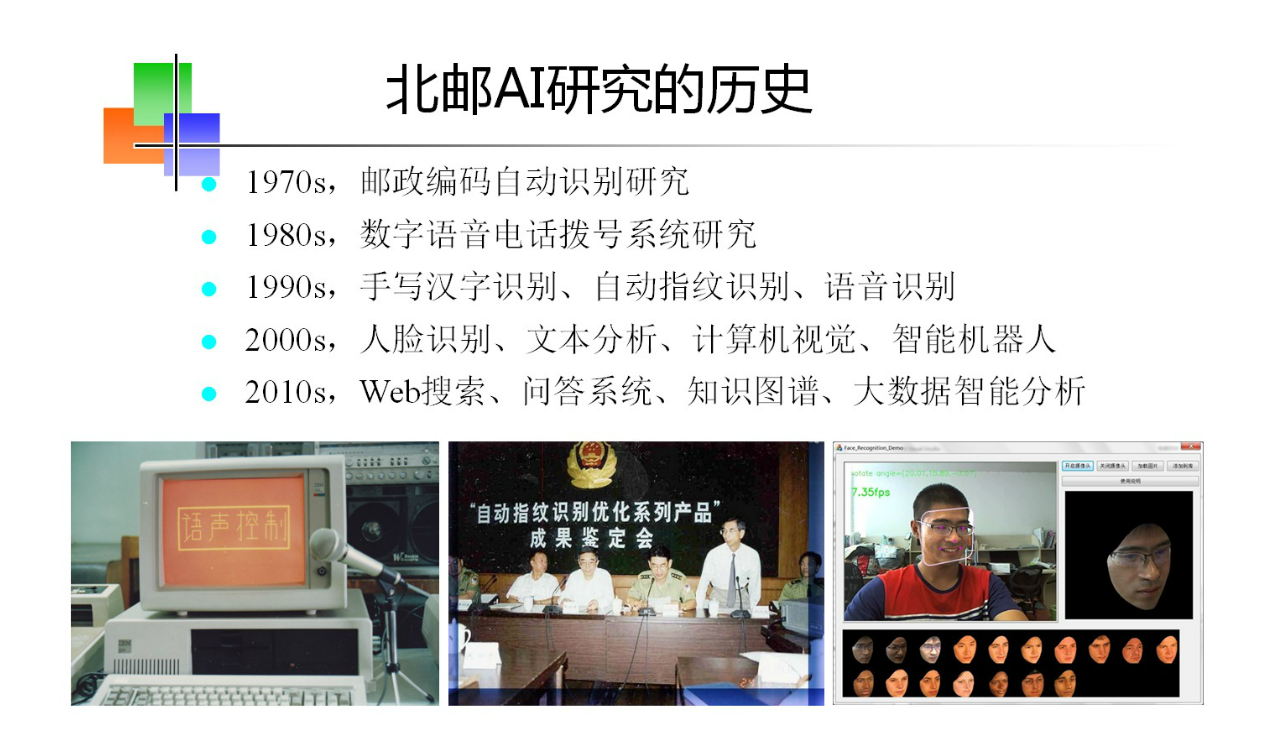 北邮AI研究的历史
1970s，邮政编码自动识别研究
1980s，数字语音电话拨号系统研究
1990s，手写汉字识别、自动指纹识别、语音识别
2000s，人脸识别、文本分析、计算机视觉、智能机器人
2010s，Web搜索、问答系统、知识图谱、大数据智能分析
语声控制
IBM
"自动指纹识别优化系列产品"
成果鉴定会
Face_Recognition_Demo
7.35fps
开启摄像头 关闭摄像头 加载图片 添加到库
使用说明